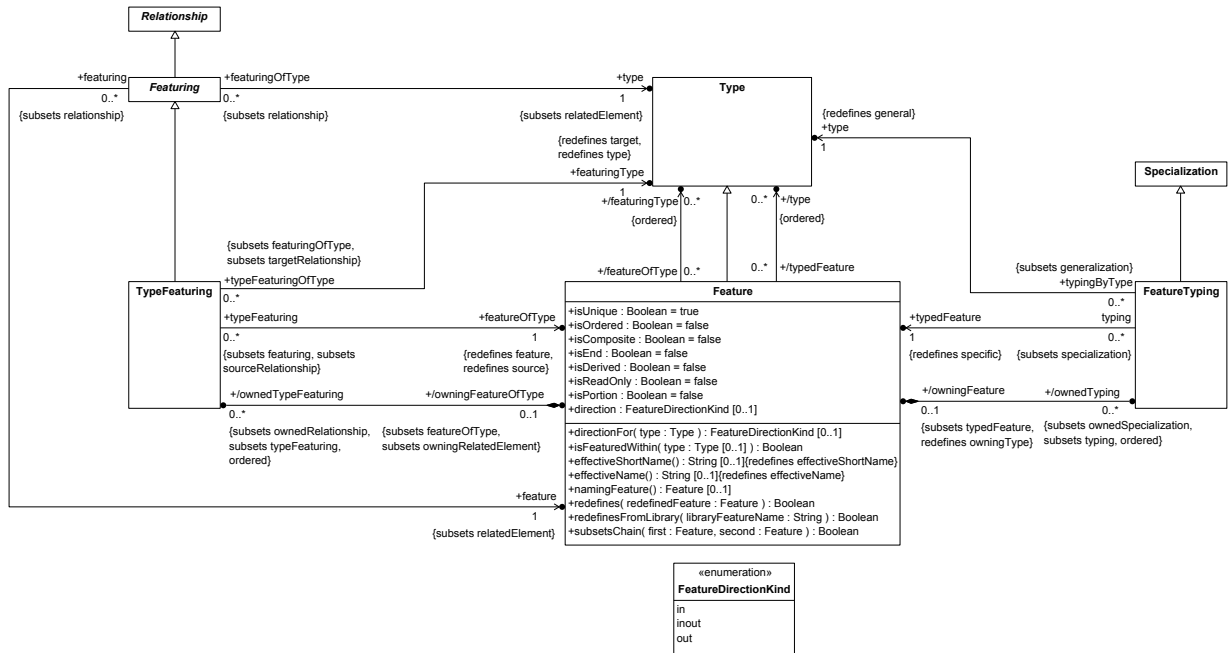 Relationship
+featuring
Featuring
+featuringOfType
+type
Type
0..*
0..*
1
{subsets relationship}
{subsets relationship}
{subsets relatedElement}
{redefines general}
+type
1
{redefines target,
redefines type}
+featuringType
1
Specialization
+/featuringType
0..*
0..*
+/type
{ordered}
{ordered}
{subsets featuringOfType,
subsets targetRelationship}
+typeFeaturingOfType
0..*
+/featureOfType
0..*
0..*
+/typedFeature
{subsets generalization}
+typingByType
0..*
TypeFeaturing
Feature
FeatureTyping
+typeFeaturing
0..*
{subsets featuring, subsets
sourceRelationship}
+featureOfType
1
{redefines feature,
redefines source}
+isUnique : Boolean = true
+isOrdered : Boolean = false
+isComposite : Boolean = false
+isEnd : Boolean = false
+isDerived : Boolean = false
+isReadOnly : Boolean = false
+isPortion : Boolean = false
+direction : FeatureDirectionKind [0..1]
+typedFeature
1
{redefines specific}
typing
0..*
{subsets specialization}
+/ownedTypeFeaturing
0..*
{subsets ownedRelationship,
subsets typeFeaturing,
ordered}
+/owningFeatureOfType
0..1
{subsets featureOfType,
subsets owningRelatedElement}
+/owningFeature
0..1
{subsets typedFeature,
redefines owningType}
+/ownedTyping
0..*
{subsets ownedSpecialization,
subsets typing, ordered}
+directionFor( type : Type ) : FeatureDirectionKind [0..1]
+isFeaturedWithin( type : Type [0..1] ) : Boolean
+effectiveShortName() : String [0..1]{redefines effectiveShortName}
+effectiveName() : String [0..1]{redefines effectiveName}
+namingFeature() : Feature [0..1]
+redefines( redefinedFeature : Feature ) : Boolean
+redefinesFromLibrary( libraryFeatureName : String ) : Boolean
+subsetsChain( first : Feature, second : Feature ) : Boolean
+feature
1
{subsets relatedElement}
«enumeration»
FeatureDirectionKind
in
inout
out